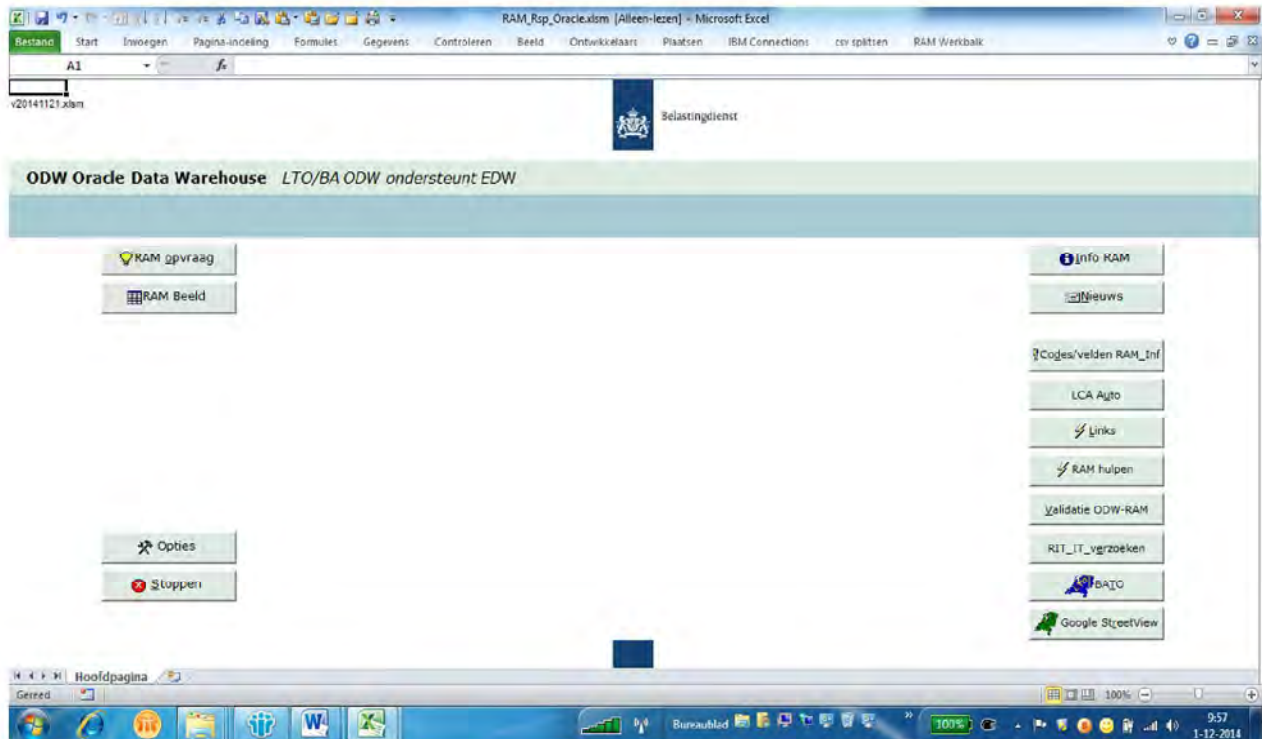 RAM_Rsp_Oracle.xlsm [Alleen-lezen] - Microsoft Excel
Bestand Start Invoegen Pagina-indeling Formules Gegevens Controleren Beeld Ontwikkelaars Plaatsen IBM Connections csv splitsen RAM Werkbalk
A1 fx
v20141121.xlsm
Belastingdienst
ODW Oracle Data Warehouse LTO/BA ODW ondersteunt EDW
RAM opvraag
Info RAM
RAM Beeld
Nieuws
Codes/velden RAM_Inf
LCA Auto
Links
RAM hulpen
Validatie ODW-RAM
Opties
RIT_IT_verzoeken
Stoppen
BATO
Google StreetView
Hoofdpagina
Gereed 100%
Bureaublad 100% 9:57
1-12-2014